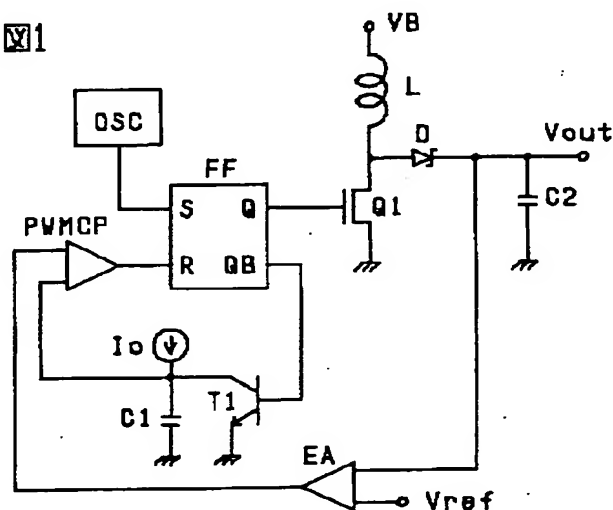 図1
VB
L
OSC
D
Vout
FF
S
Q
Q1
C2
PWMCP
R
QB
Io
T1
C1
EA
Vref